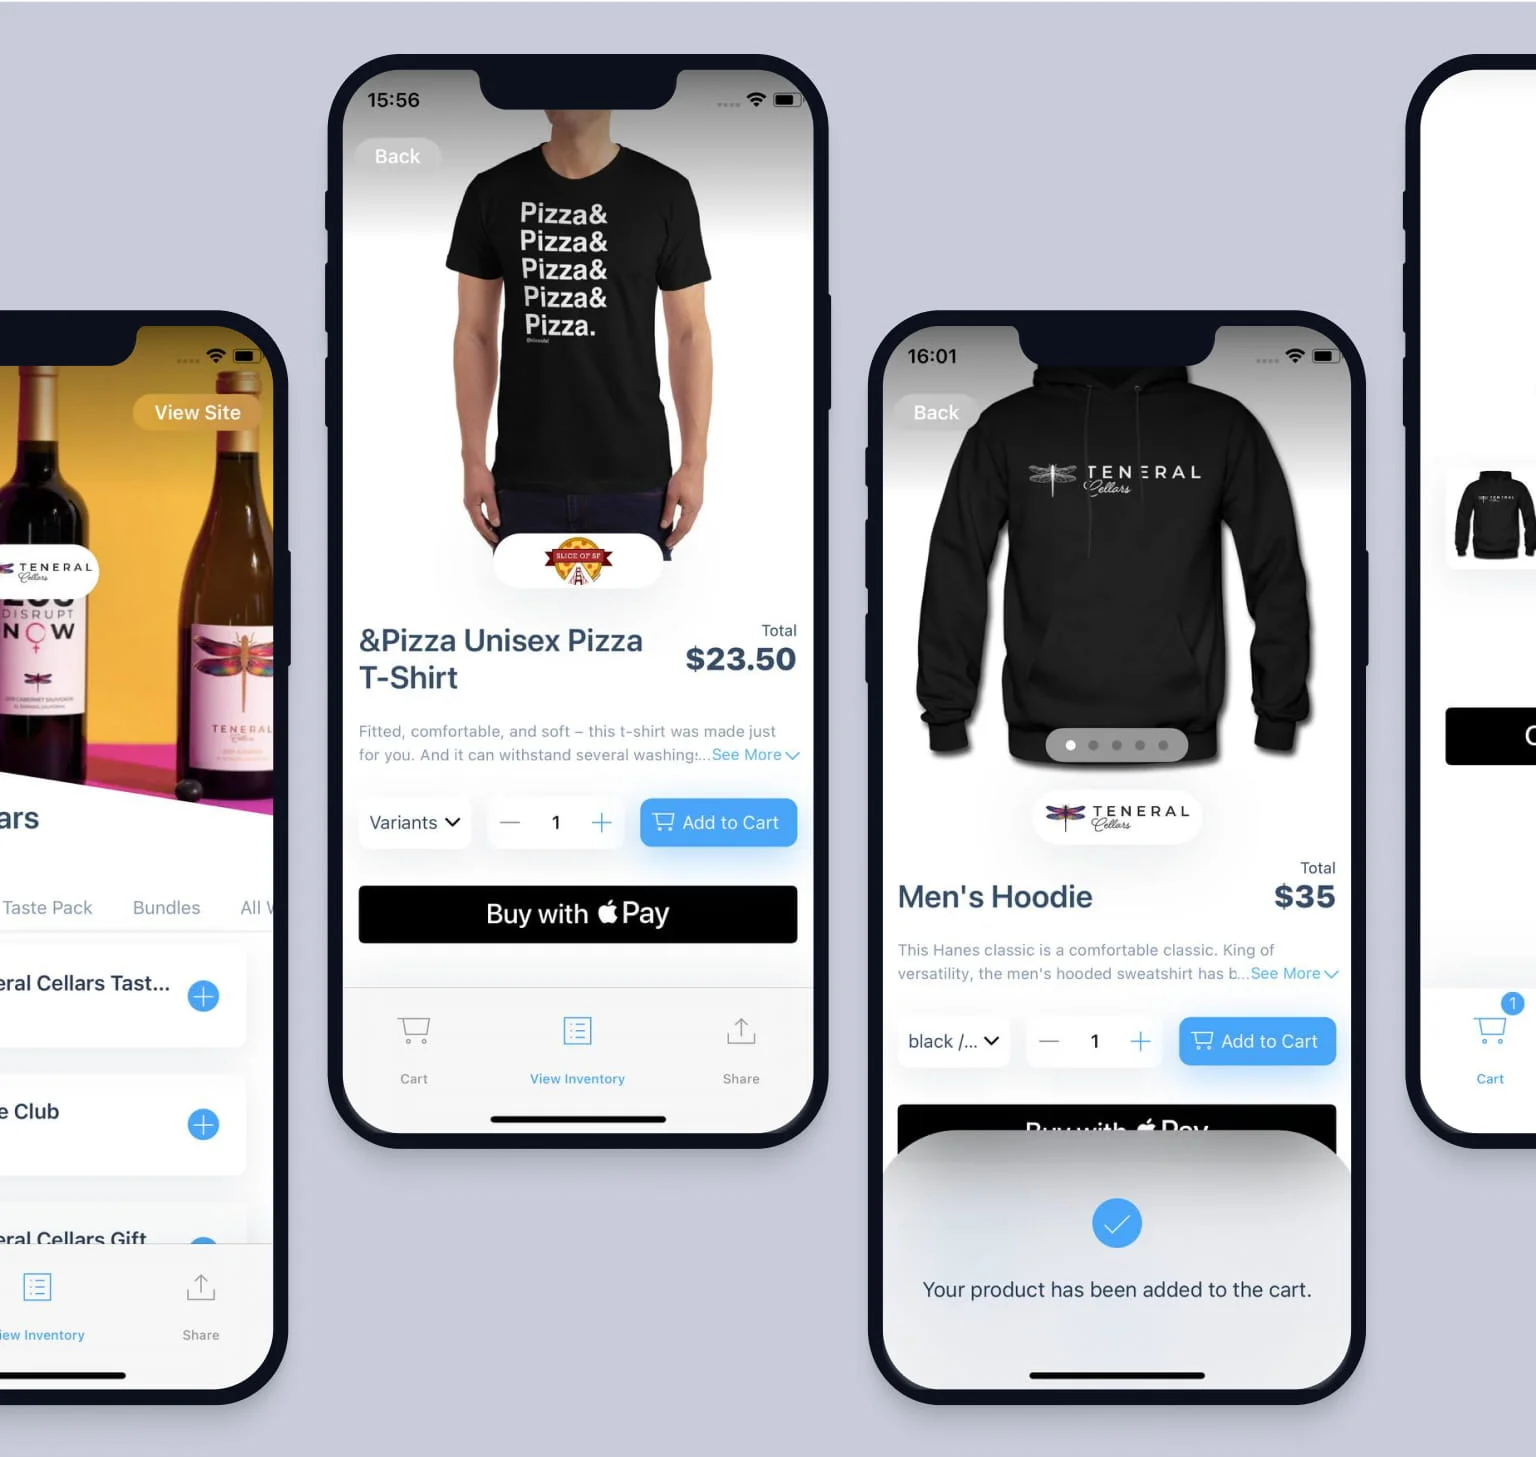 View Site
TENERAL
Cellars
DISRUPT
NOW
TENERAL
ars
Taste Pack
Bundles
All
eral Cellars Tast...
e Club
eral Cellars Gift
iew Inventory
Share
15:56
Back
Pizza&
Pizza&
Pizza&
Pizza&
Pizza.
SLICE OF SF
&Pizza Unisex Pizza
T-Shirt
Total
$23.50
Fitted, comfortable, and soft – this t-shirt was made just
for you. And it can withstand several washings...See More
Variants
1
Add to Cart
Buy with Pay
Cart
View Inventory
Share
16:01
Back
TENERAL
Cellars
TENERAL
Cellars
Men's Hoodie
Total
$35
This Hanes classic is a comfortable classic. King of
versatility, the men's hooded sweatshirt has b...See More
black /...
1
Add to Cart
Buy with Pay
Your product has been added to the cart.
1
Cart